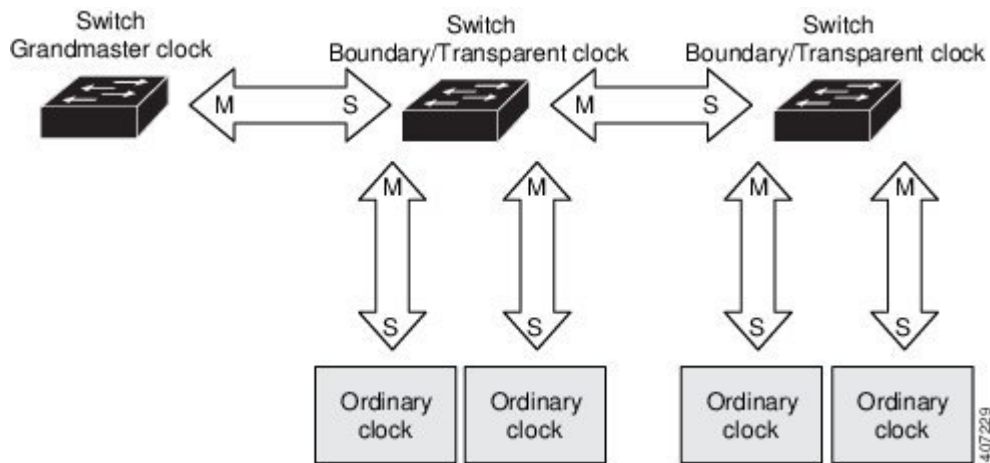 Switch
Grandmaster clock
Switch
Boundary/Transparent clock
Switch
Boundary/Transparent clock
M
S
M
S
M
M
M
M
S
S
S
S
Ordinary
clock
Ordinary
clock
Ordinary
clock
Ordinary
clock
407229